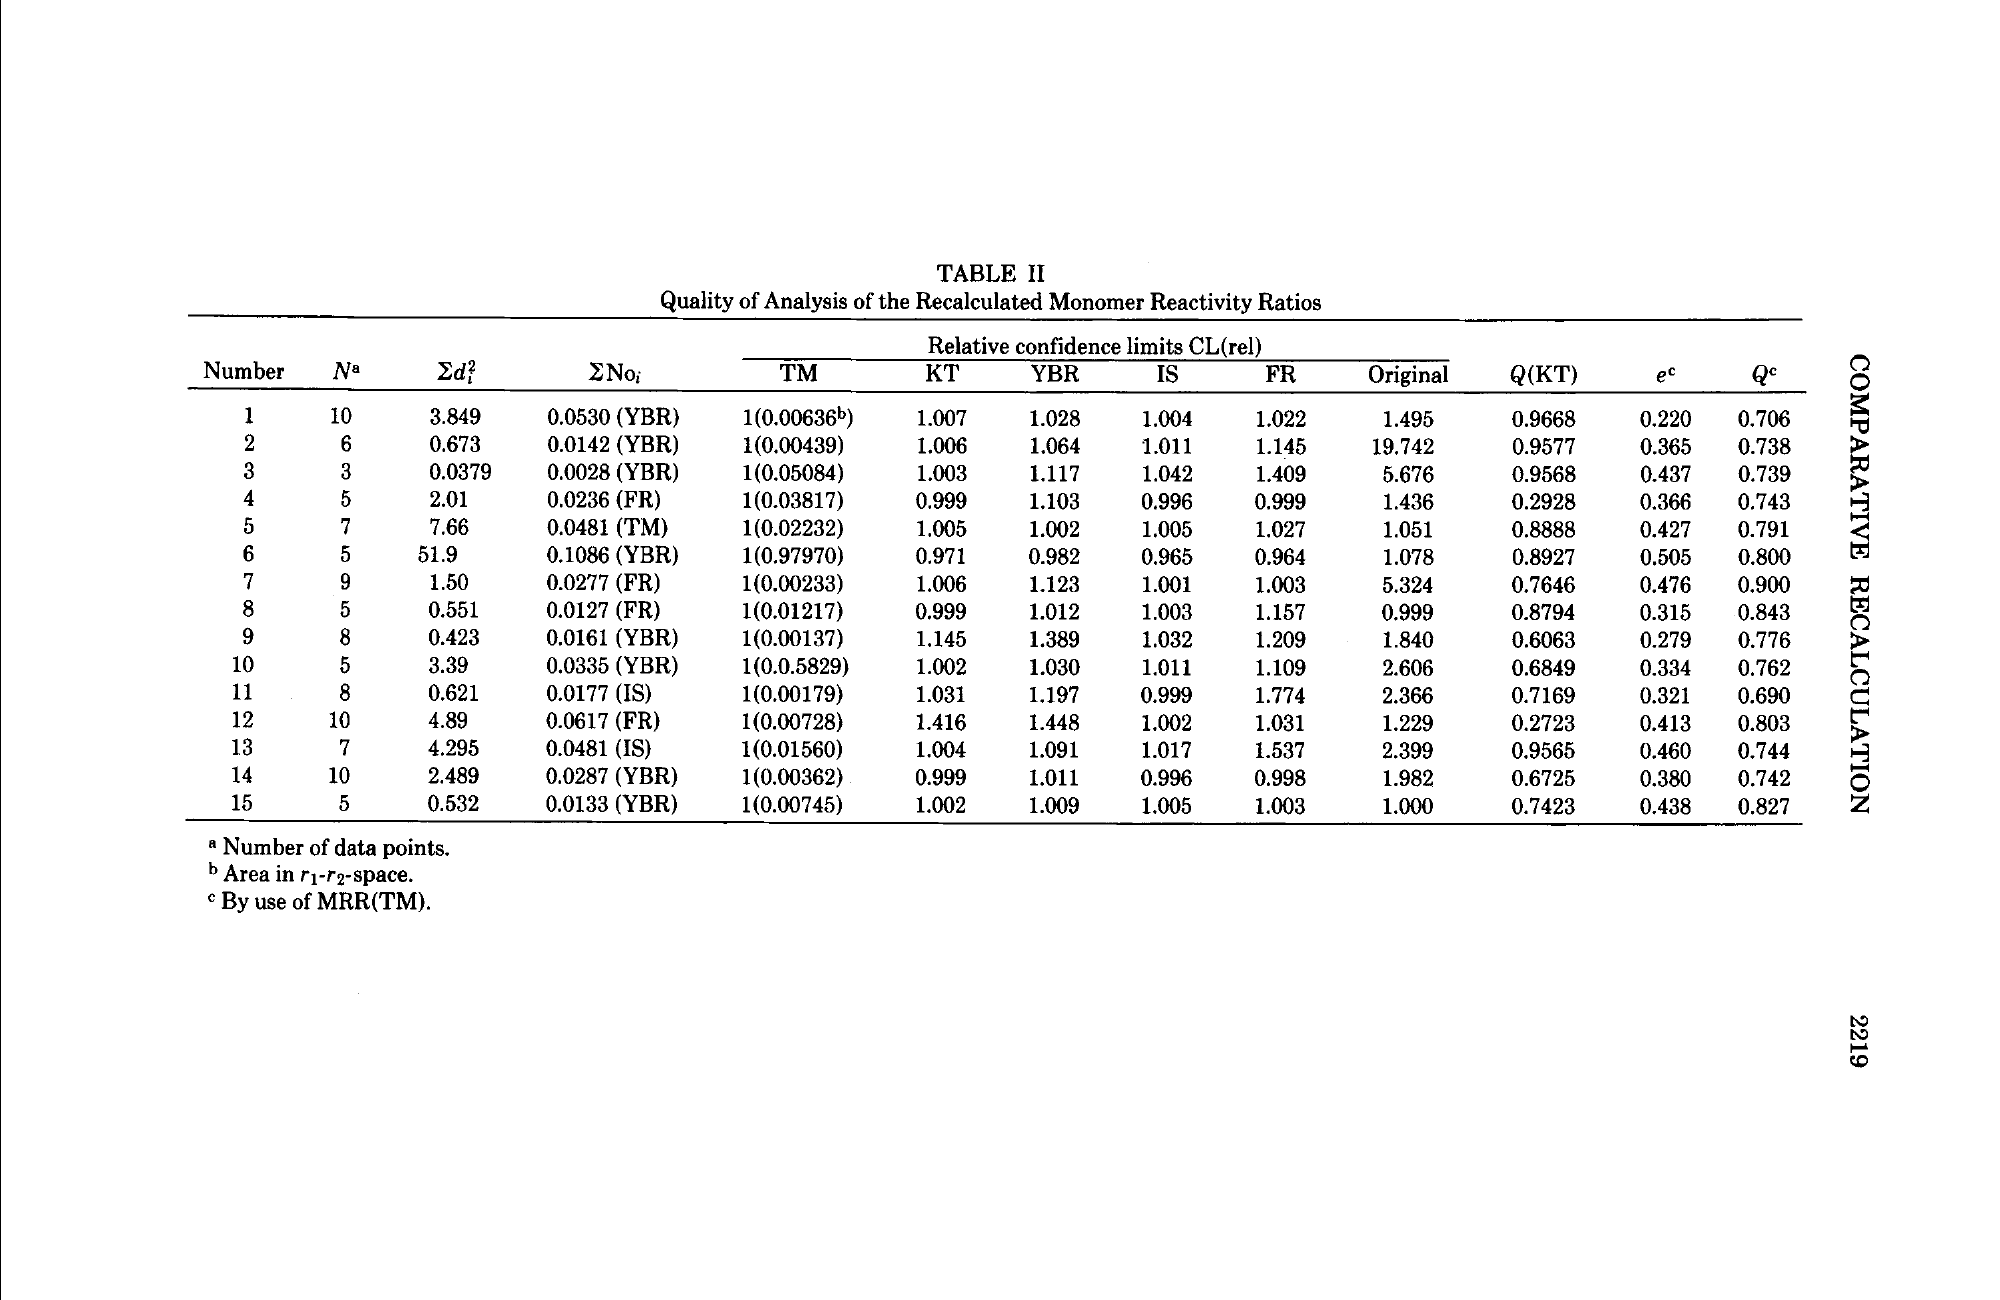 TABLE II
Quality of Analysis of the Recalculated Monomer Reactivity Ratios
Relative confidence limits CL(rel)
Number Nᵃ Σdᵢ² ΣNoᵢ TM KT YBR IS FR Original Q(KT) eᶜ Qᶜ
1 10 3.849 0.0530 (YBR) 1(0.00636ᵇ) 1.007 1.028 1.004 1.022 1.495 0.9668 0.220 0.706
2 6 0.673 0.0142 (YBR) 1(0.00439) 1.006 1.064 1.011 1.145 19.742 0.9577 0.365 0.738
3 3 0.0379 0.0028 (YBR) 1(0.05084) 1.003 1.117 1.042 1.409 5.676 0.9568 0.437 0.739
4 5 2.01 0.0236 (FR) 1(0.03817) 0.999 1.103 0.996 0.999 1.436 0.2928 0.366 0.743
5 7 7.66 0.0481 (TM) 1(0.02232) 1.005 1.002 1.005 1.027 1.051 0.8888 0.427 0.791
6 5 51.9 0.1086 (YBR) 1(0.97970) 0.971 0.982 0.965 0.964 1.078 0.8927 0.505 0.800
7 9 1.50 0.0277 (FR) 1(0.00233) 1.006 1.123 1.001 1.003 5.324 0.7646 0.476 0.900
8 5 0.551 0.0127 (FR) 1(0.01217) 0.999 1.012 1.003 1.157 0.999 0.8794 0.315 0.843
9 8 0.423 0.0161 (YBR) 1(0.00137) 1.145 1.389 1.032 1.209 1.840 0.6063 0.279 0.776
10 5 3.39 0.0335 (YBR) 1(0.0.5829) 1.002 1.030 1.011 1.109 2.606 0.6849 0.334 0.762
11 8 0.621 0.0177 (IS) 1(0.00179) 1.031 1.197 0.999 1.774 2.366 0.7169 0.321 0.690
12 10 4.89 0.0617 (FR) 1(0.00728) 1.416 1.448 1.002 1.031 1.229 0.2723 0.413 0.803
13 7 4.295 0.0481 (IS) 1(0.01560) 1.004 1.091 1.017 1.537 2.399 0.9565 0.460 0.744
14 10 2.489 0.0287 (YBR) 1(0.00362) 0.999 1.011 0.996 0.998 1.982 0.6725 0.380 0.742
15 5 0.532 0.0133 (YBR) 1(0.00745) 1.002 1.009 1.005 1.003 1.000 0.7423 0.438 0.827
ᵃ Number of data points.
ᵇ Area in r₁-r₂-space.
ᶜ By use of MRR(TM).
COMPARATIVE RECALCULATION
2219